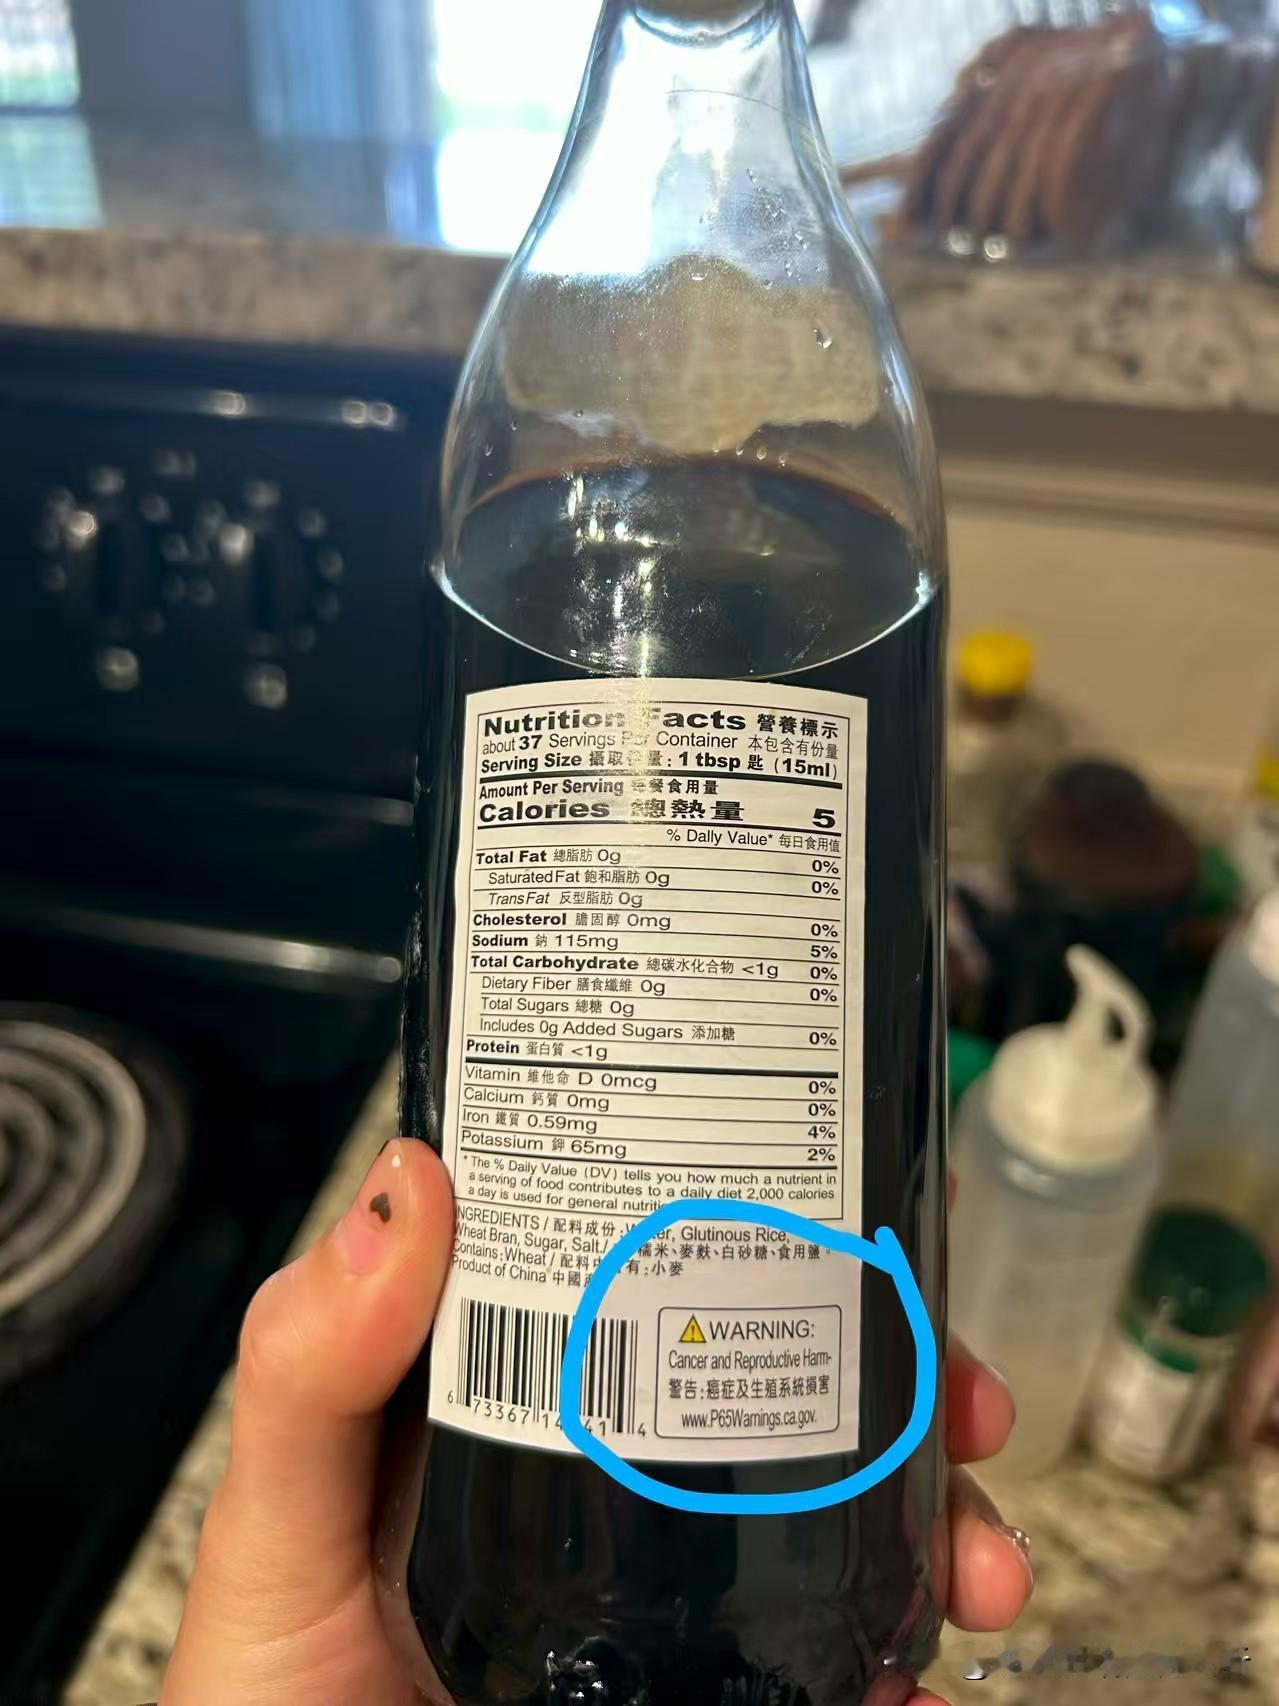 Nutrition Facts 營養標示
about 37 Servings Per Container 本包含有份量
Serving Size 攝取 量: 1 tbsp 匙 (15ml)
Amount Per Serving 每餐食用量
Calories 總熱量 5
% Daily Value* 每日食用值
Total Fat 總脂肪 0g 0%
Saturated Fat 飽和脂肪 0g 0%
Trans Fat 反型脂肪 0g
Cholesterol 膽固醇 0mg 0%
Sodium 鈉 115mg 5%
Total Carbohydrate 總碳水化合物 <1g 0%
Dietary Fiber 膳食纖維 0g 0%
Total Sugars 總糖 0g
Includes 0g Added Sugars 添加糖 0%
Protein 蛋白質 <1g
Vitamin 維他命 D 0mcg 0%
Calcium 鈣質 0mg 0%
Iron 鐵質 0.59mg 4%
Potassium 鉀 65mg 2%
* The % Daily Value (DV) tells you how much a nutrient in
a serving of food contributes to a daily diet 2,000 calories
a day is used for general
INGREDIENTS / 配料成份: Glutinous Rice,
Wheat Bran, Sugar, Salt./ 糯米、麥麩、白砂糖、食用鹽。
Contains: Wheat / 配料 有:小麥
Product of China 中國
⚠WARNING:
Cancer and Reproductive Harm-
警告:癌症及生殖系統損害
www.P65Warnings.ca.gov.
6 73367 14 41 4